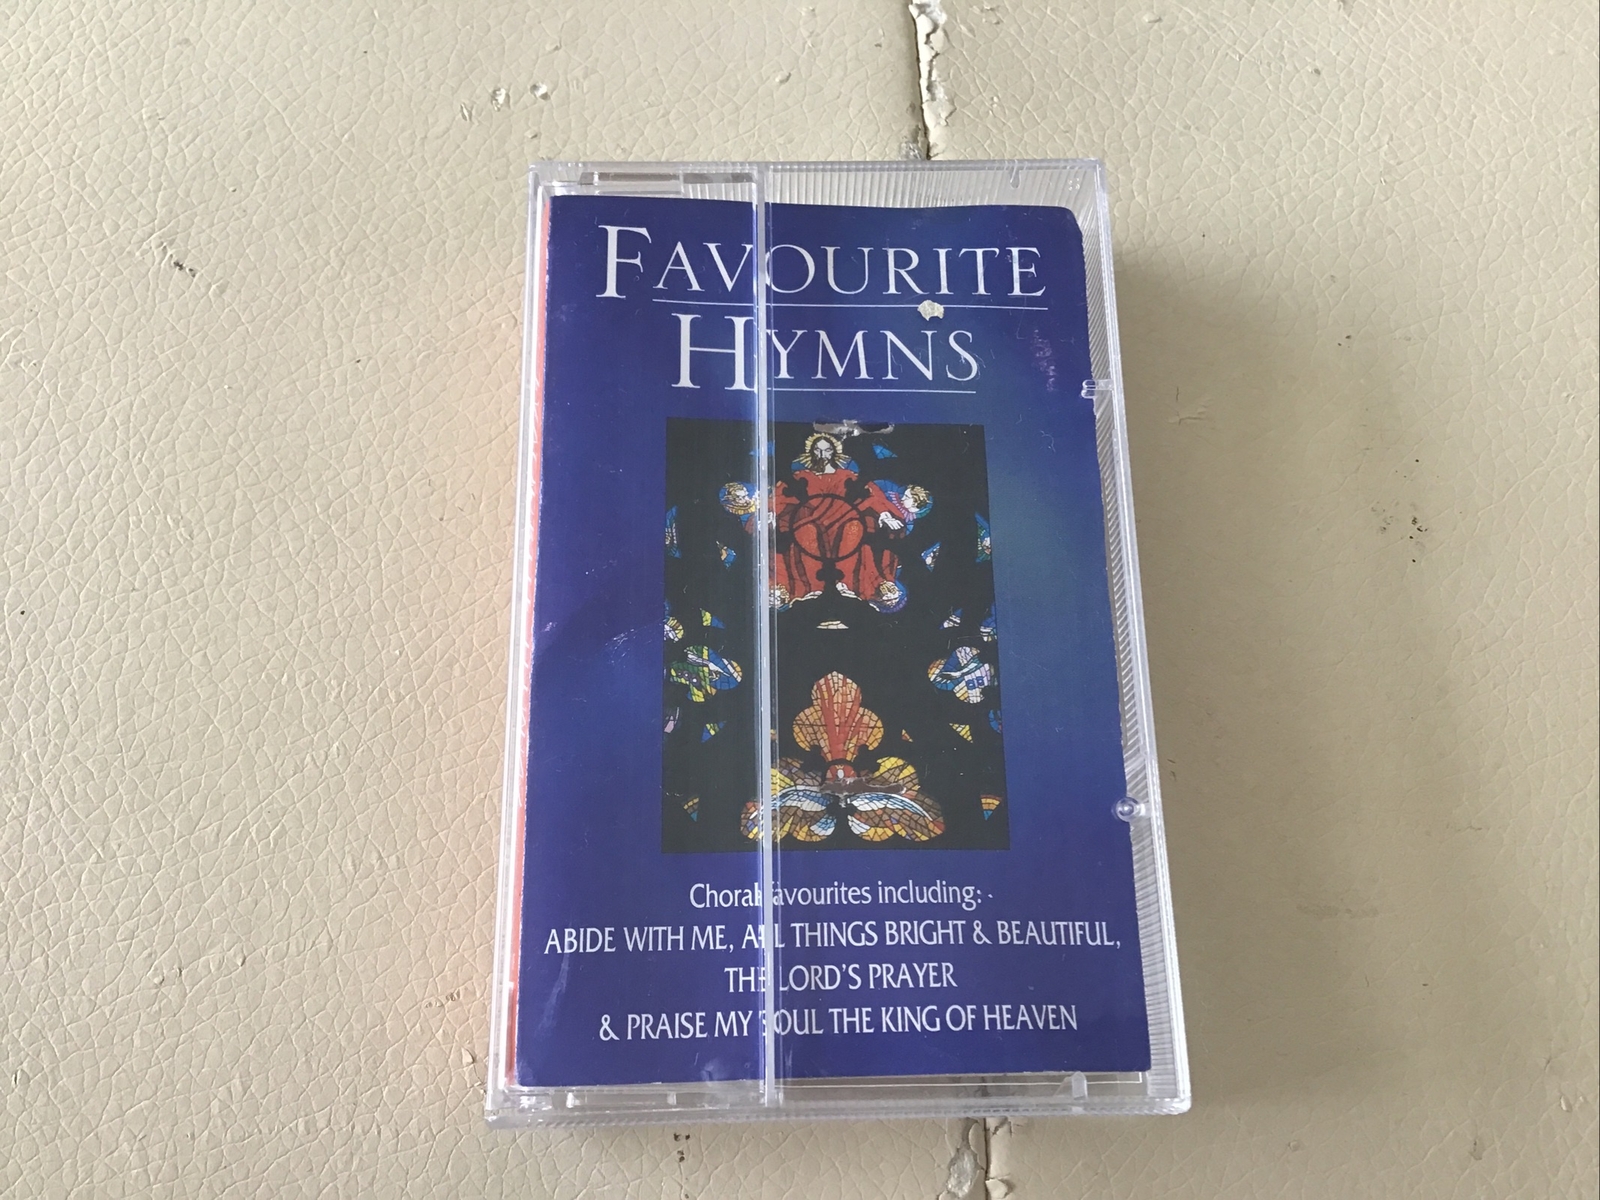 FAVOURITE
HYMNS
Choral favourites including: -
ABIDE WITH ME, ALL THINGS BRIGHT & BEAUTIFUL,
THE LORD'S PRAYER
& PRAISE MY SOUL THE KING OF HEAVEN